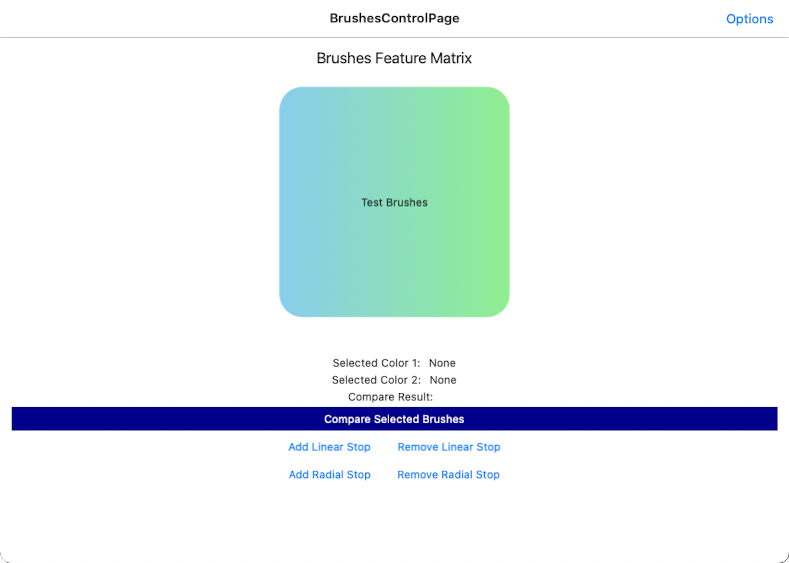 BrushesControlPage
Options
Brushes Feature Matrix
Test Brushes
Selected Color 1: None
Selected Color 2: None
Compare Result:
Compare Selected Brushes
Add Linear Stop Remove Linear Stop
Add Radial Stop Remove Radial Stop